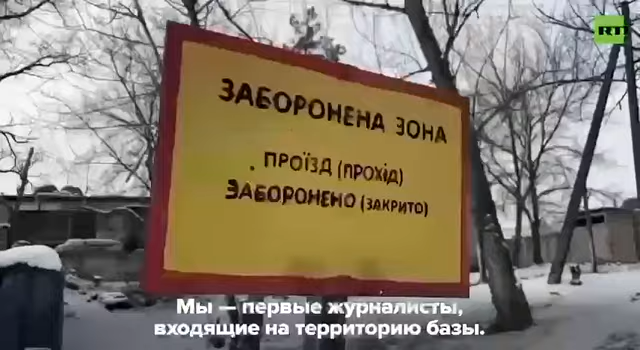 RT
ЗАБОРОНЕНА ЗОНА
ПРОЇЗД (ПРОХІД)
ЗАБОРОНЕНО (ЗАКРИТО)
Мы — первые журналисты,
входящие на территорию базы.